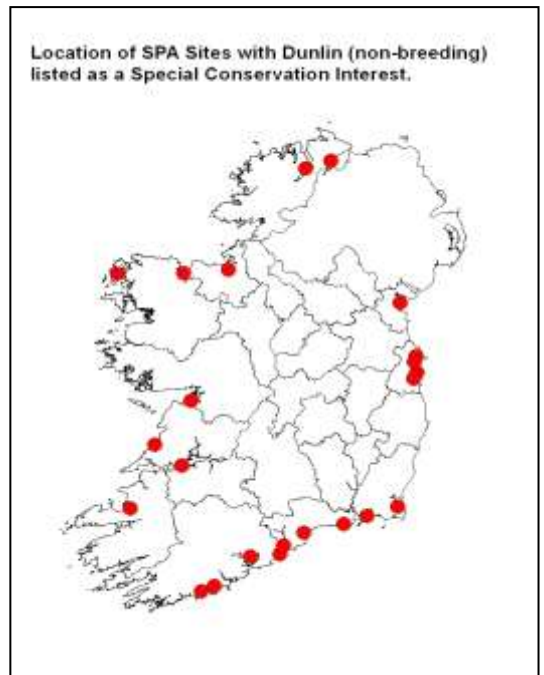 Location of SPA Sites with Dunlin (non-breeding)
listed as a Special Conservation Interest.